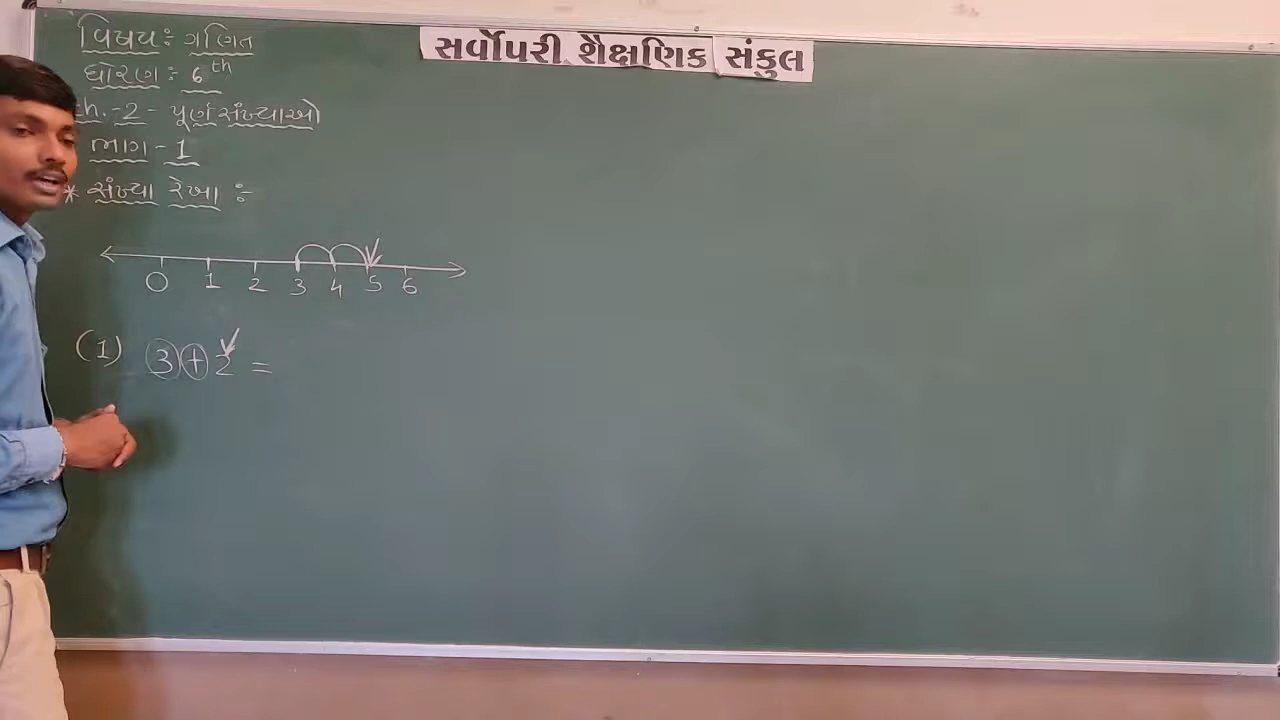 સર્વોપરી શૈક્ષણિક સંકુલ
વિષય: ગણિત
ધોરણ: 6th
ch.-2- પૂર્ણ સંખ્યાઓ
ભાગ-1
* સંખ્યા રેખા :-
0 1 2 3 4 5 6
(1) 3+2 =